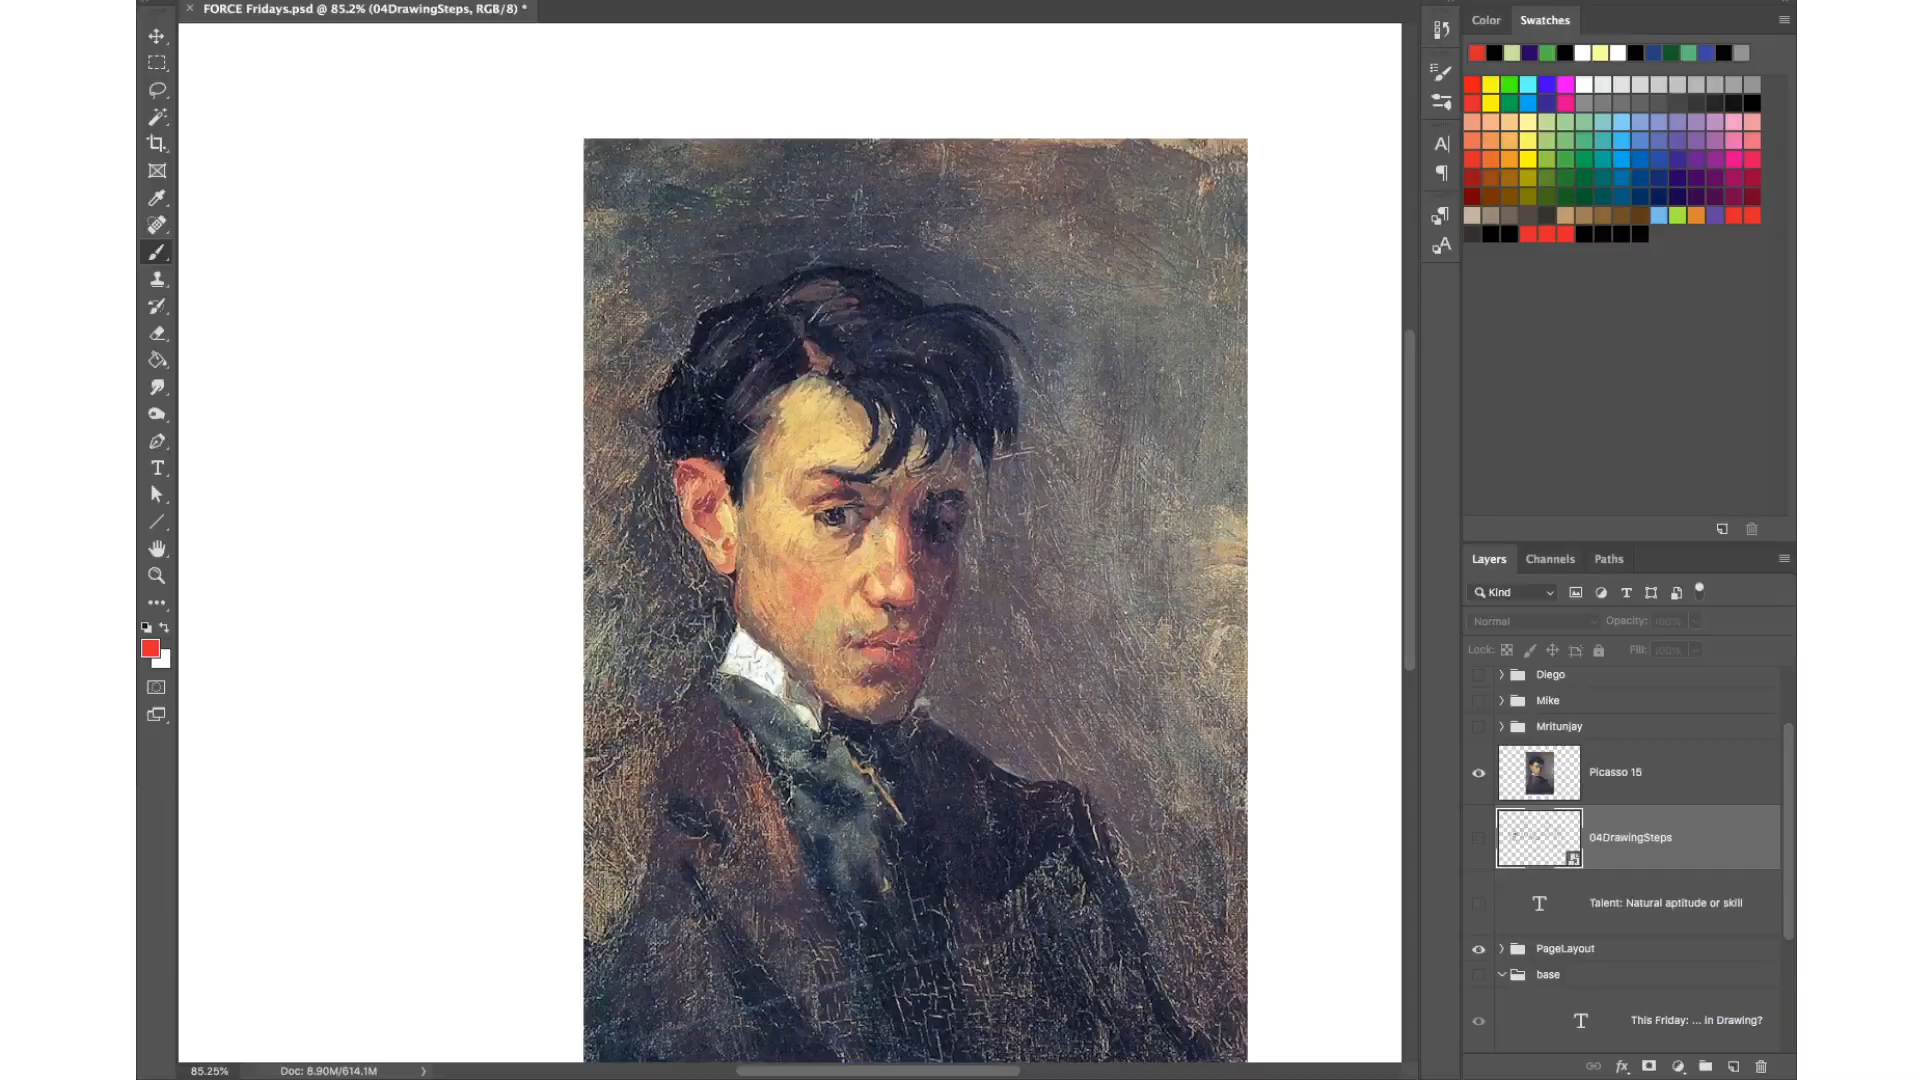 FORCE Fridays.psd @ 85.2% (04DrawingSteps, RGB/8) *
Color
Swatches
Layers
Channels
Paths
Kind
Normal
Opacity:
100%
Lock:
Fill:
100%
Diego
Mike
Mritunjay
Picasso 15
04DrawingSteps
Talent: Natural aptitude or skill
PageLayout
base
This Friday: ... in Drawing?
85.25%
Doc: 8.90M/614.1M